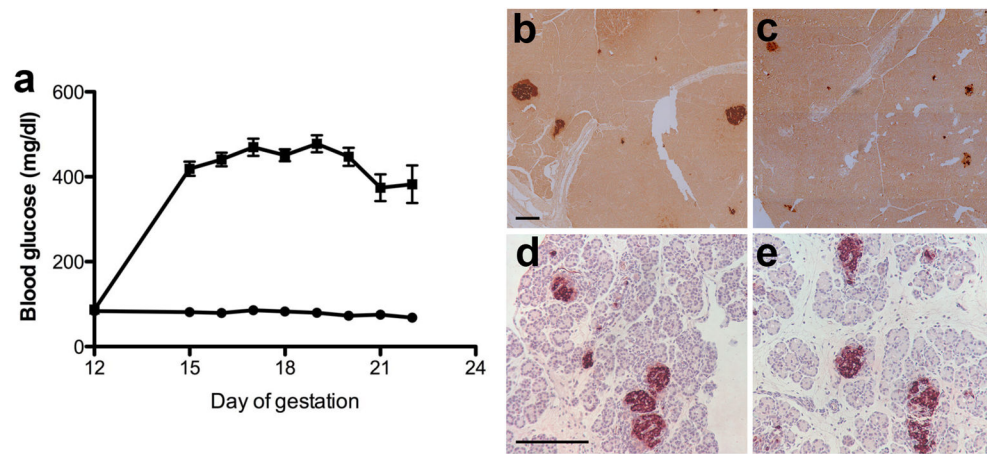 a
b
c
600
400
200
0
Blood glucose (mg/dl)
12
15
18
21
24
Day of gestation
d
e